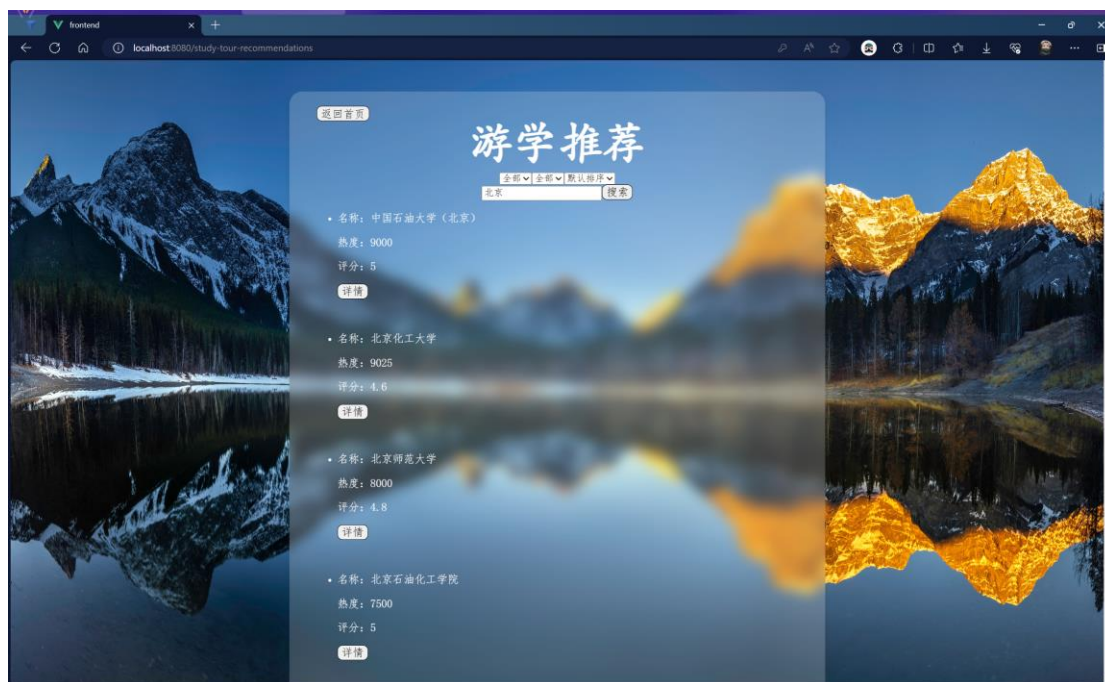 frontend
localhost:8080/study-tour-recommendations
返回首页
游学推荐
全部 全部 默认排序
北京 搜索
名称：中国石油大学（北京）
热度：9000
评分：5
详情
名称：北京化工大学
热度：9025
评分：4.6
详情
名称：北京师范大学
热度：8000
评分：4.8
详情
名称：北京石油化工学院
热度：7500
评分：5
详情